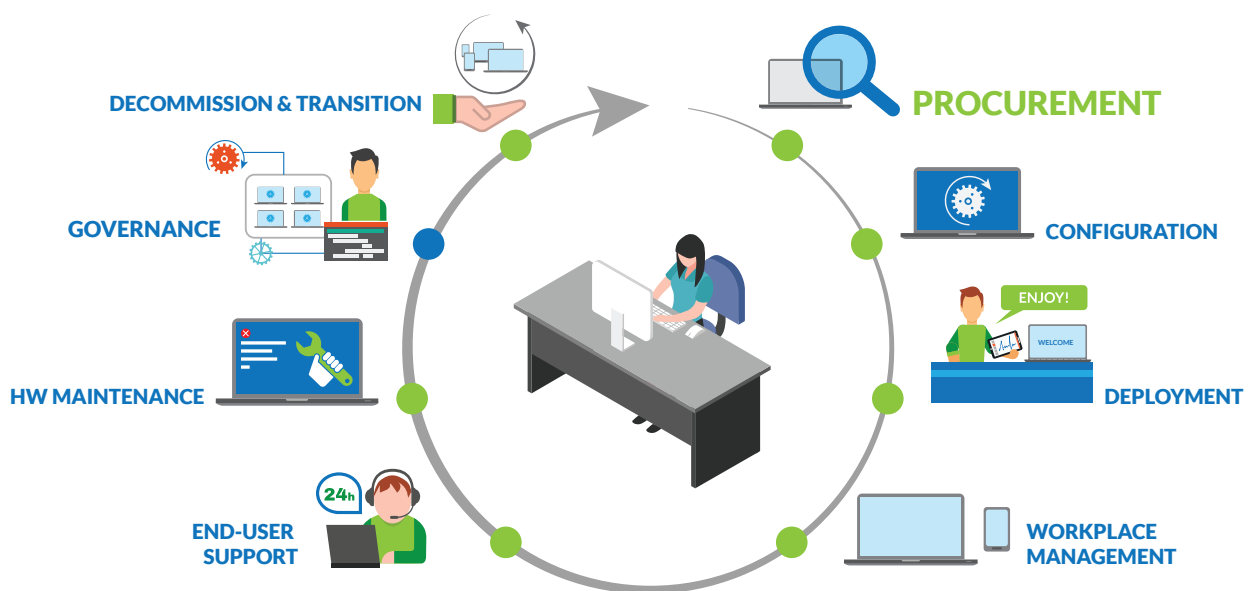 DECOMMISSION & TRANSITION
PROCUREMENT
GOVERNANCE
CONFIGURATION
ENJOY!
WELCOME
HW MAINTENANCE
DEPLOYMENT
24h
END-USER
SUPPORT
WORKPLACE
MANAGEMENT